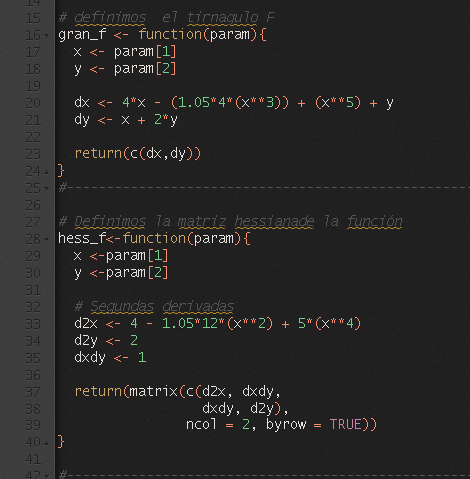 14
15 # definimos  el tirnagulo F
16 gran_f <- function(param){
17   x <- param[1]
18   y <- param[2]
19
20   dx <- 4*x - (1.05*4*(x**3)) + (x**5) + y
21   dy <- x + 2*y
22
23   return(c(dx,dy))
24 }
25 #--------------------------------------------------
26
27 # Definimos la matriz hessianade la función
28 hess_f<-function(param){
29   x <-param[1]
30   y <-param[2]
31
32   # Segundas derivadas
33   d2x <- 4 - 1.05*12*(x**2) + 5*(x**4)
34   d2y <- 2
35   dxdy <- 1
36
37   return(matrix(c(d2x, dxdy,
38                  dxdy, d2y),
39                ncol = 2, byrow = TRUE))
40 }
41
42 #--------------------------------------------------